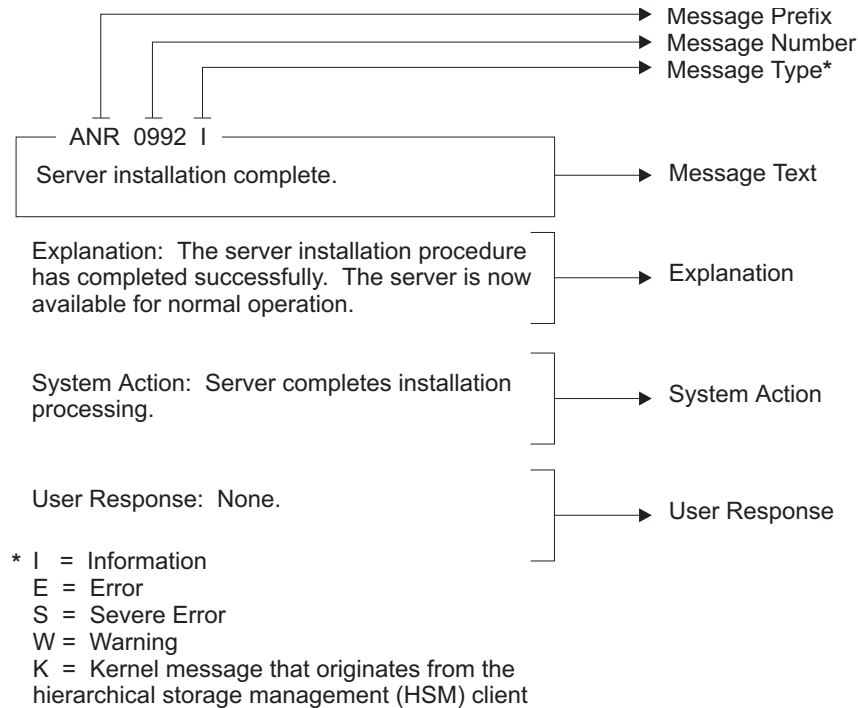 Message Prefix
Message Number
Message Type*
ANR 0992 I
Server installation complete.
Message Text
Explanation: The server installation procedure
has completed successfully. The server is now
available for normal operation.
Explanation
System Action: Server completes installation
processing.
System Action
User Response: None.
User Response
* I = Information
E = Error
S = Severe Error
W = Warning
K = Kernel message that originates from the
hierarchical storage management (HSM) client